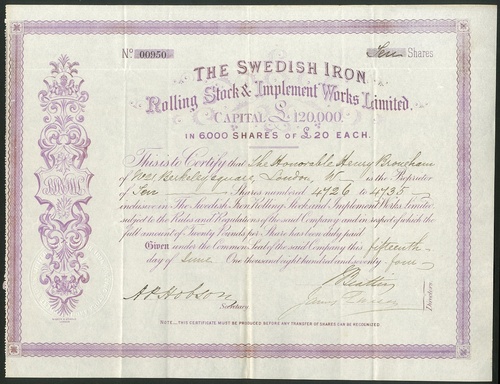 No. 00950 Ten Shares
THE SWEDISH IRON
Rolling Stock & Implement Works Limited.
CAPITAL £120,000.
IN 6,000 SHARES OF £20 EACH.
This is to Certify that The Honorable Henry Brougham
of No 21 Berkeley square, London, W is the Proprietor
of Ten Shares numbered 4726 to 4735
inclusive in The Swedish Iron Rolling Stock and Implement Works Limited
subject to the Rules and Regulations of the said Company and in respect of which the
full amount of Twenty Pounds per Share has been duly paid.
Given under the Common Seal of the said Company this fifteenth
day of June One thousand eight hundred and seventy four
J Beattie
A. P. Hobson
Secretary
Directors
NOTE.—THIS CERTIFICATE MUST BE PRODUCED BEFORE ANY TRANSFER OF SHARES CAN BE RECOGNIZED.